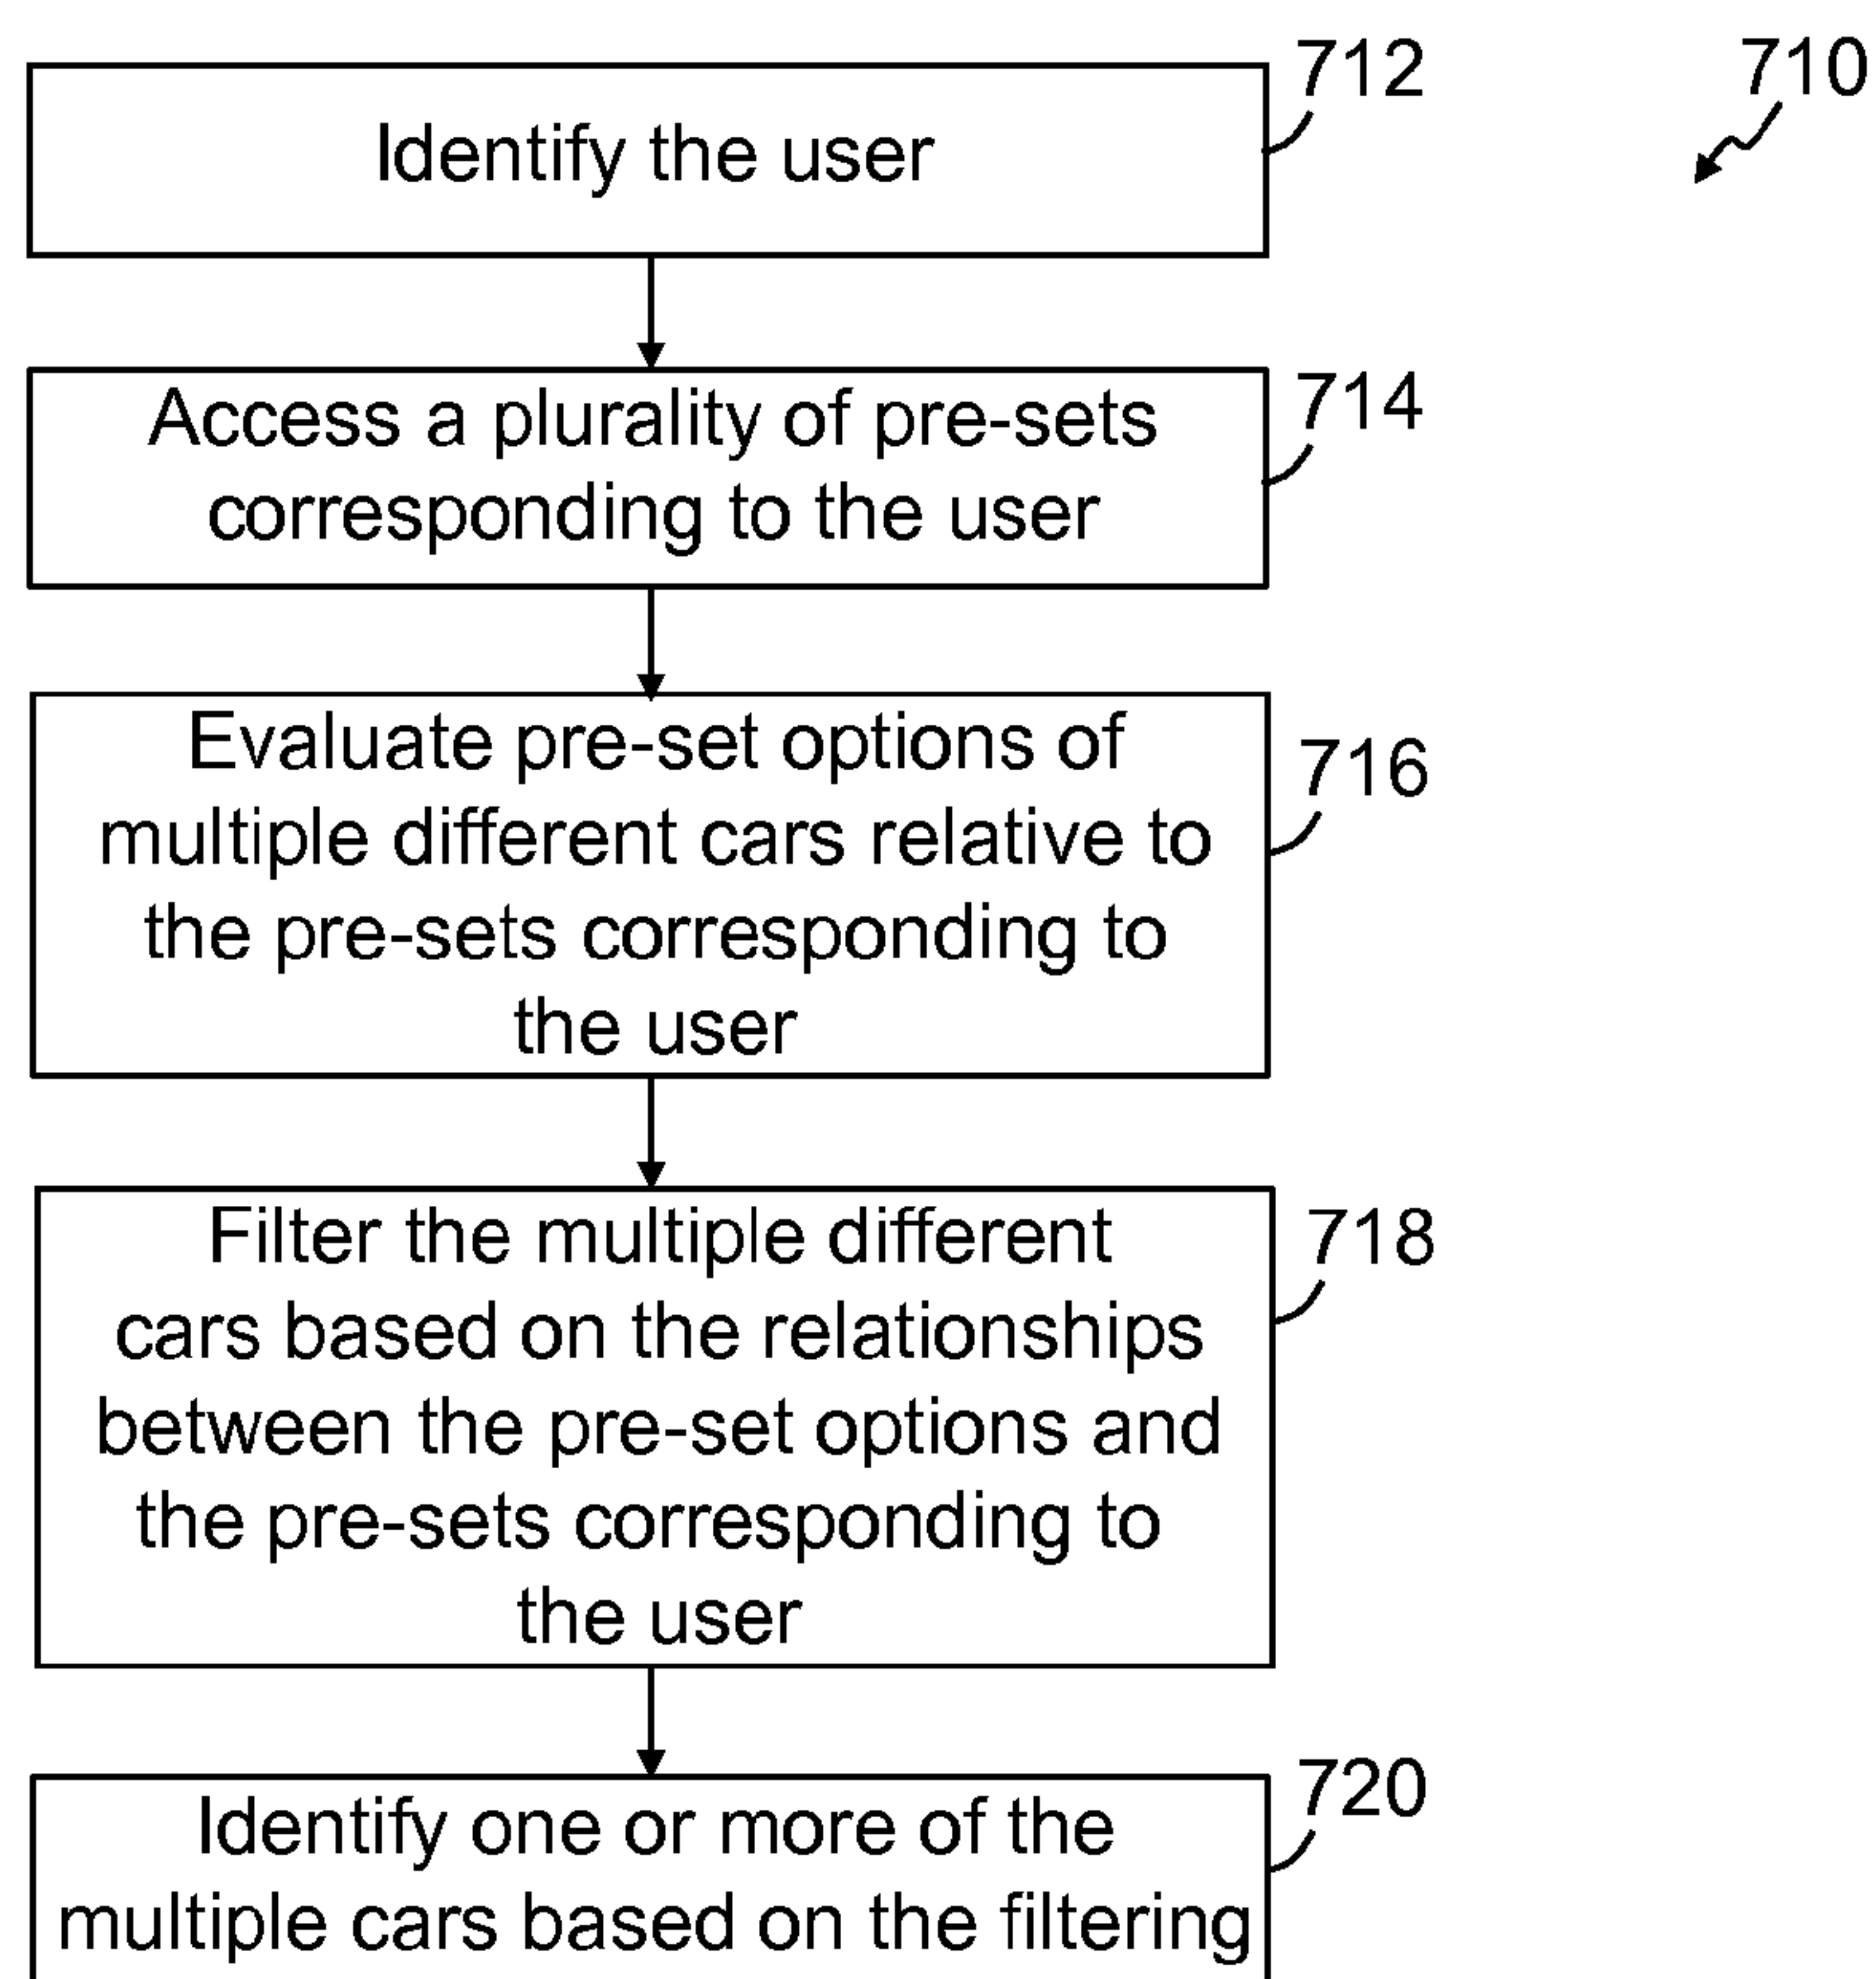 712
710
Identify the user
714
Access a plurality of pre-sets
corresponding to the user
716
Evaluate pre-set options of
multiple different cars relative to
the pre-sets corresponding to
the user
718
Filter the multiple different
cars based on the relationships
between the pre-set options and
the pre-sets corresponding to
the user
720
Identify one or more of the
multiple cars based on the filtering